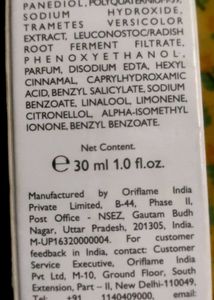 SODIUM HYDROXIDE,
TRAMETES VERSICOLOR
EXTRACT, LEUCONOSTOC/RADISH
ROOT FERMENT FILTRATE,
PHENOXYETHANOL,
PARFUM, DISODIUM EDTA, HEXYL
CINNAMAL, CAPRYLHYDROXAMIC
ACID, BENZYL SALICYLATE, SODIUM
BENZOATE, LINALOOL, LIMONENE,
CITRONELLOL, ALPHA-ISOMETHYL
IONONE, BENZYL BENZOATE.
Net Content.
℮ 30 ml 1.0 fl.oz.
Manufactured by Oriflame India
Private Limited, B-44, Phase II,
Post Office - NSEZ, Gautam Budh
Nagar, Uttar Pradesh, 201305, India.
M-UP16320000004. For customer
feedback in India, contact: Customer
Service Executive, Oriflame India
Pvt Ltd, M-10, Ground Floor, South
Extension, Part - II, New Delhi-110049,
Tel: +91 1140409000,